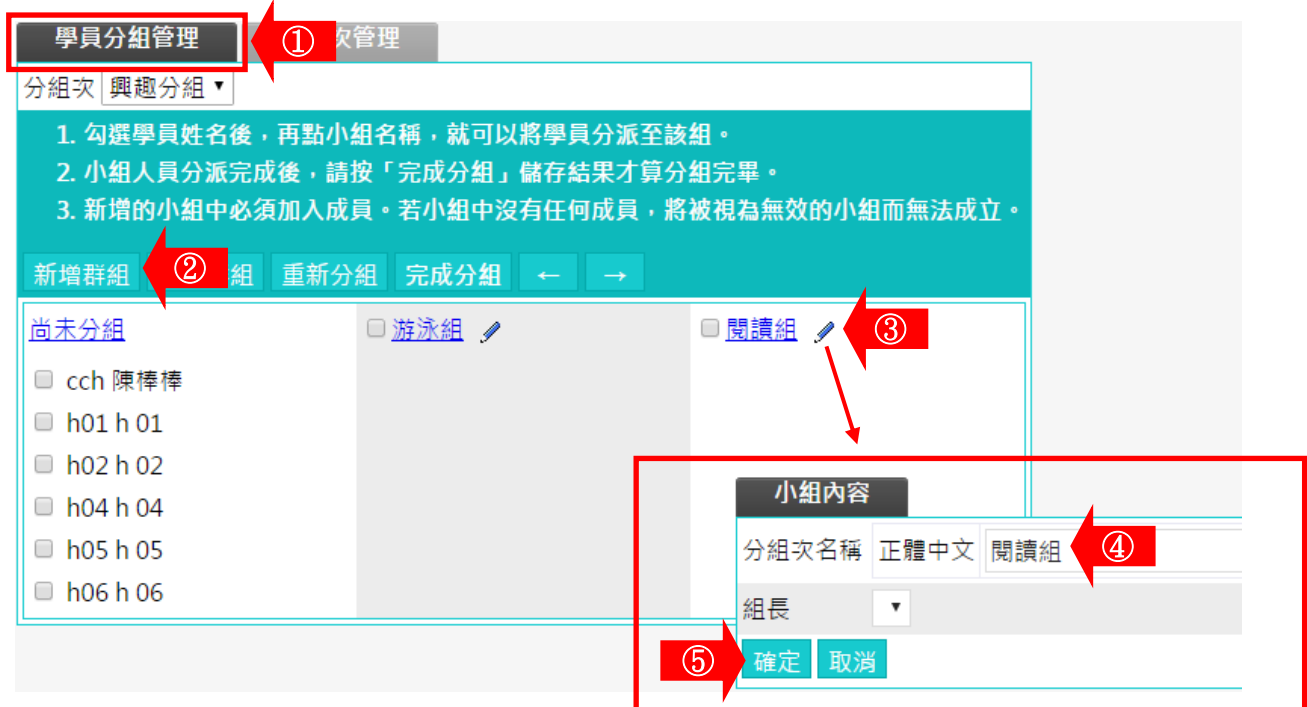 學員分組管理 ① 次管理
分組次 興趣分組
1. 勾選學員姓名後，再點小組名稱，就可以將學員分派至該組。
2. 小組人員分派完成後，請按「完成分組」儲存結果才算分組完畢。
3. 新增的小組中必須加入成員。若小組中沒有任何成員，將被視為無效的小組而無法成立。
新增群組 ② 組 重新分組 完成分組 ← →
尚未分組 游泳組 閱讀組 ③
cch 陳棒棒
h01 h 01
h02 h 02
h04 h 04
h05 h 05
h06 h 06
小組內容
分組次名稱 正體中文 閱讀組 ④
組長
⑤ 確定 取消